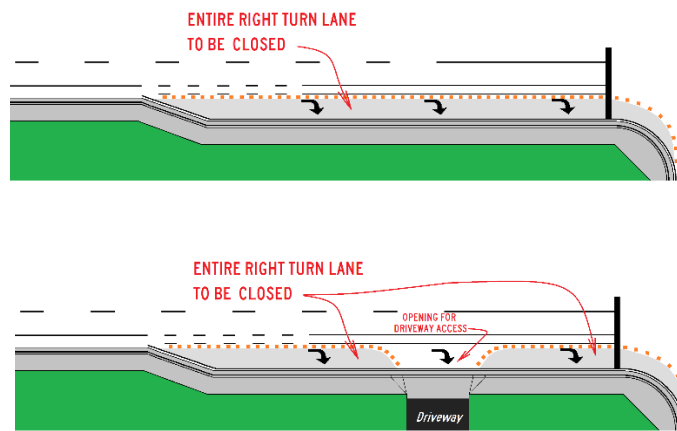 ENTIRE RIGHT TURN LANE
TO BE CLOSED
ENTIRE RIGHT TURN LANE
TO BE CLOSED
OPENING FOR
DRIVEWAY ACCESS
Driveway